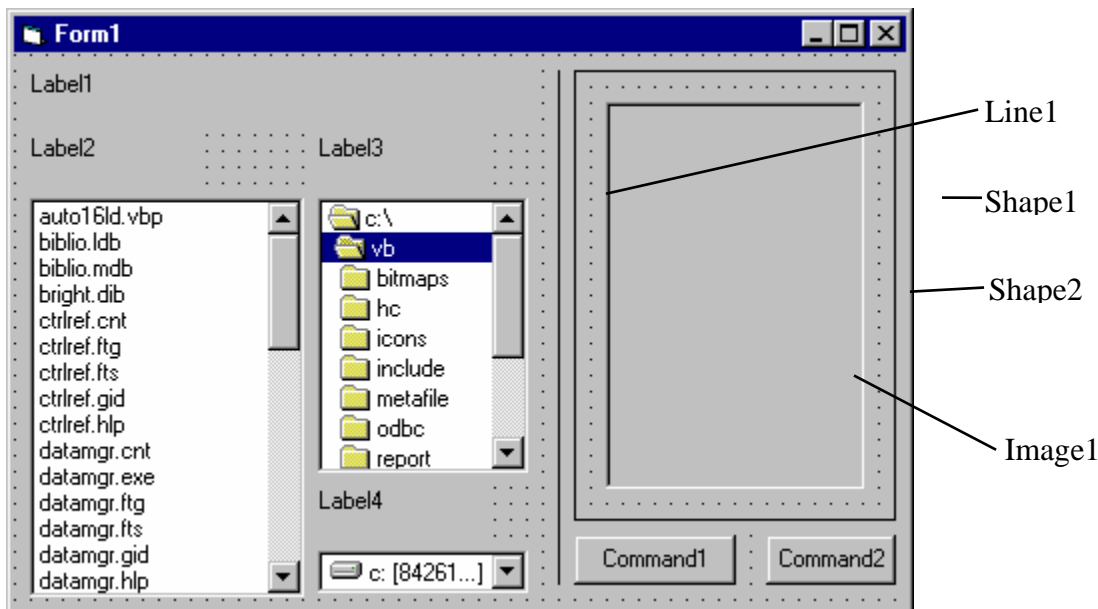 Form1
Label1
Label2
Label3
auto16ld.vbp
biblio.ldb
biblio.mdb
bright.dib
ctrlref.cnt
ctrlref.ftg
ctrlref.fts
ctrlref.gid
ctrlref.hlp
datamgr.cnt
datamgr.exe
datamgr.ftg
datamgr.fts
datamgr.gid
datamgr.hlp
c:\
vb
bitmaps
hc
icons
include
metafile
odbc
report
Label4
c: [84261...]
Command1
Command2
Line1
Shape1
Shape2
Image1